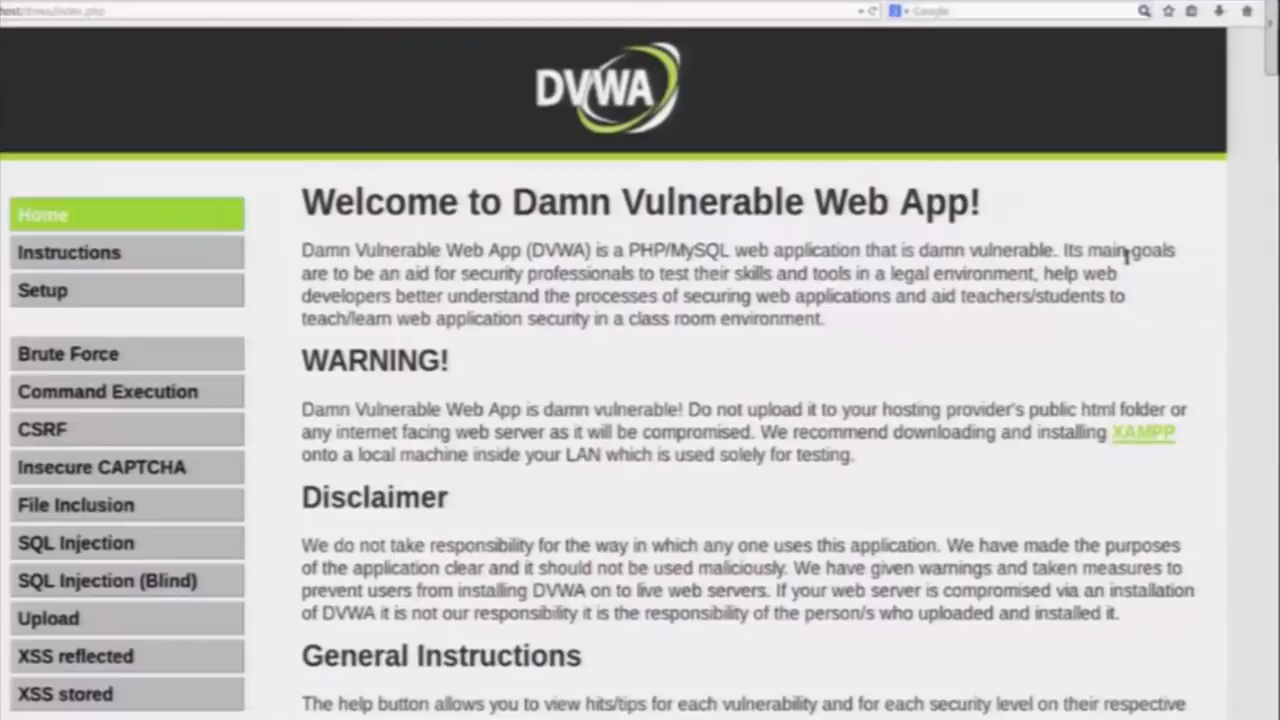 Google
DVWA
Home
Instructions
Setup
Brute Force
Command Execution
CSRF
Insecure CAPTCHA
File Inclusion
SQL Injection
SQL Injection (Blind)
Upload
XSS reflected
XSS stored
Welcome to Damn Vulnerable Web App!
Damn Vulnerable Web App (DVWA) is a PHP/MySQL web application that is damn vulnerable. Its main goals
are to be an aid for security professionals to test their skills and tools in a legal environment, help web
developers better understand the processes of securing web applications and aid teachers/students to
teach/learn web application security in a class room environment.
WARNING!
Damn Vulnerable Web App is damn vulnerable! Do not upload it to your hosting provider's public html folder or
any internet facing web server as it will be compromised. We recommend downloading and installing XAMPP
onto a local machine inside your LAN which is used solely for testing.
Disclaimer
We do not take responsibility for the way in which any one uses this application. We have made the purposes
of the application clear and it should not be used maliciously. We have given warnings and taken measures to
prevent users from installing DVWA on to live web servers. If your web server is compromised via an installation
of DVWA it is not our responsibility it is the responsibility of the person/s who uploaded and installed it.
General Instructions
The help button allows you to view hits/tips for each vulnerability and for each security level on their respective